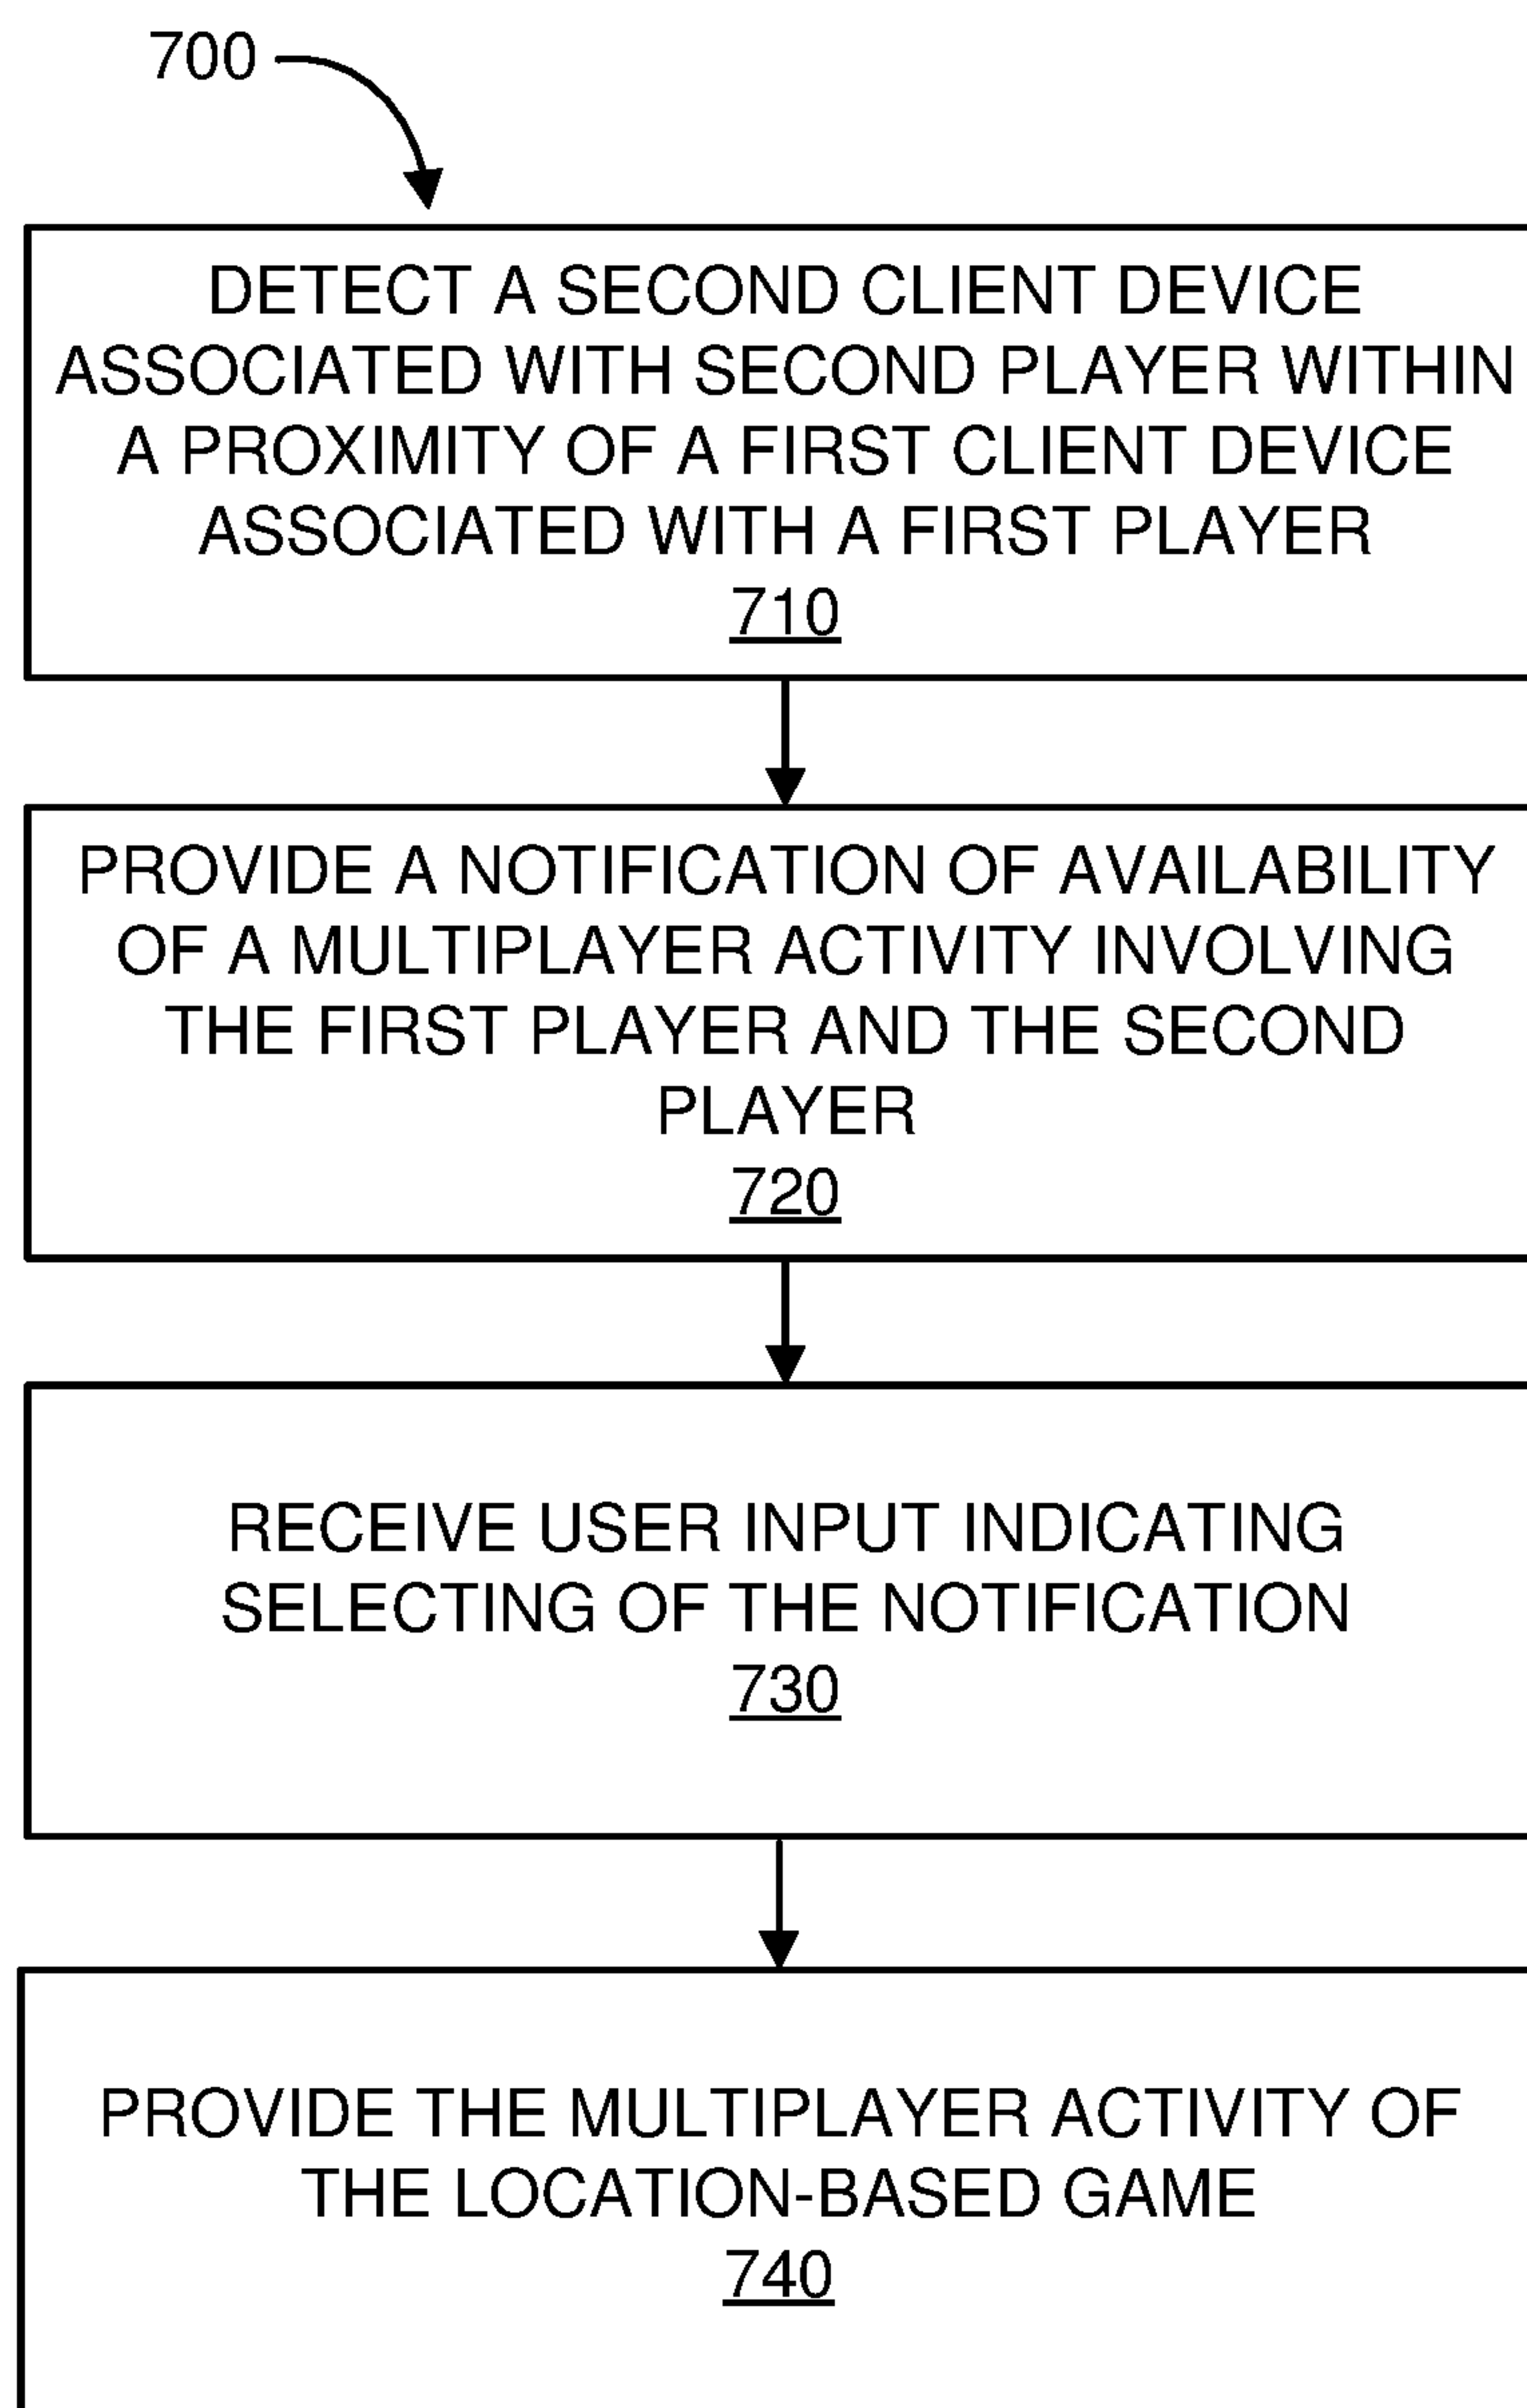 700
DETECT A SECOND CLIENT DEVICE
ASSOCIATED WITH SECOND PLAYER WITHIN
A PROXIMITY OF A FIRST CLIENT DEVICE
ASSOCIATED WITH A FIRST PLAYER
710
PROVIDE A NOTIFICATION OF AVAILABILITY
OF A MULTIPLAYER ACTIVITY INVOLVING
THE FIRST PLAYER AND THE SECOND
PLAYER
720
RECEIVE USER INPUT INDICATING
SELECTING OF THE NOTIFICATION
730
PROVIDE THE MULTIPLAYER ACTIVITY OF
THE LOCATION-BASED GAME
740